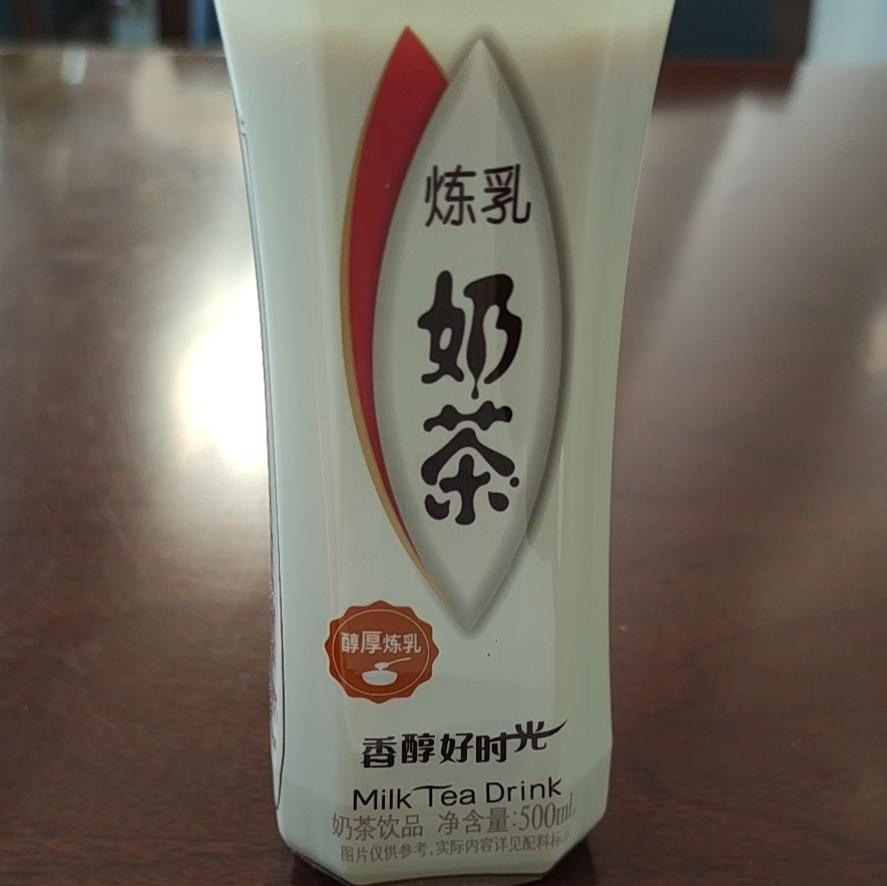 炼乳
奶
茶
醇厚炼乳
香醇好时光
Milk Tea Drink
奶茶饮品 净含量:500mL
图片仅供参考,实际内容详见配料标示